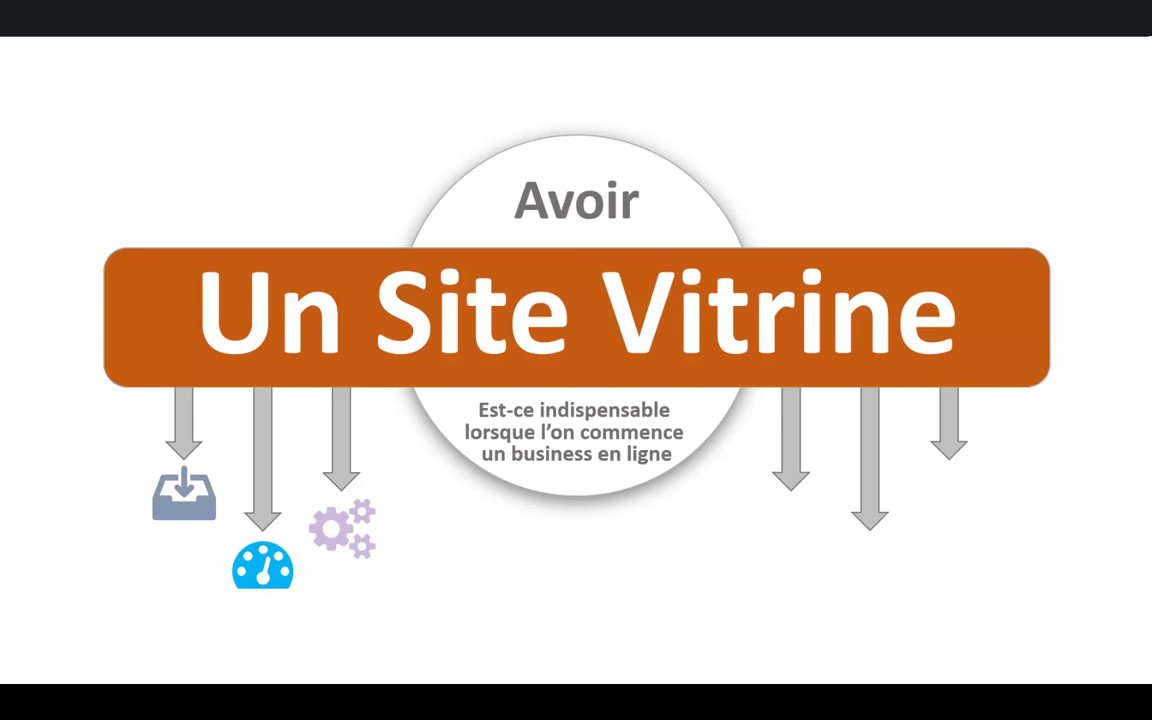 Avoir
Un Site Vitrine
Est-ce indispensable
lorsque l’on commence
un business en ligne